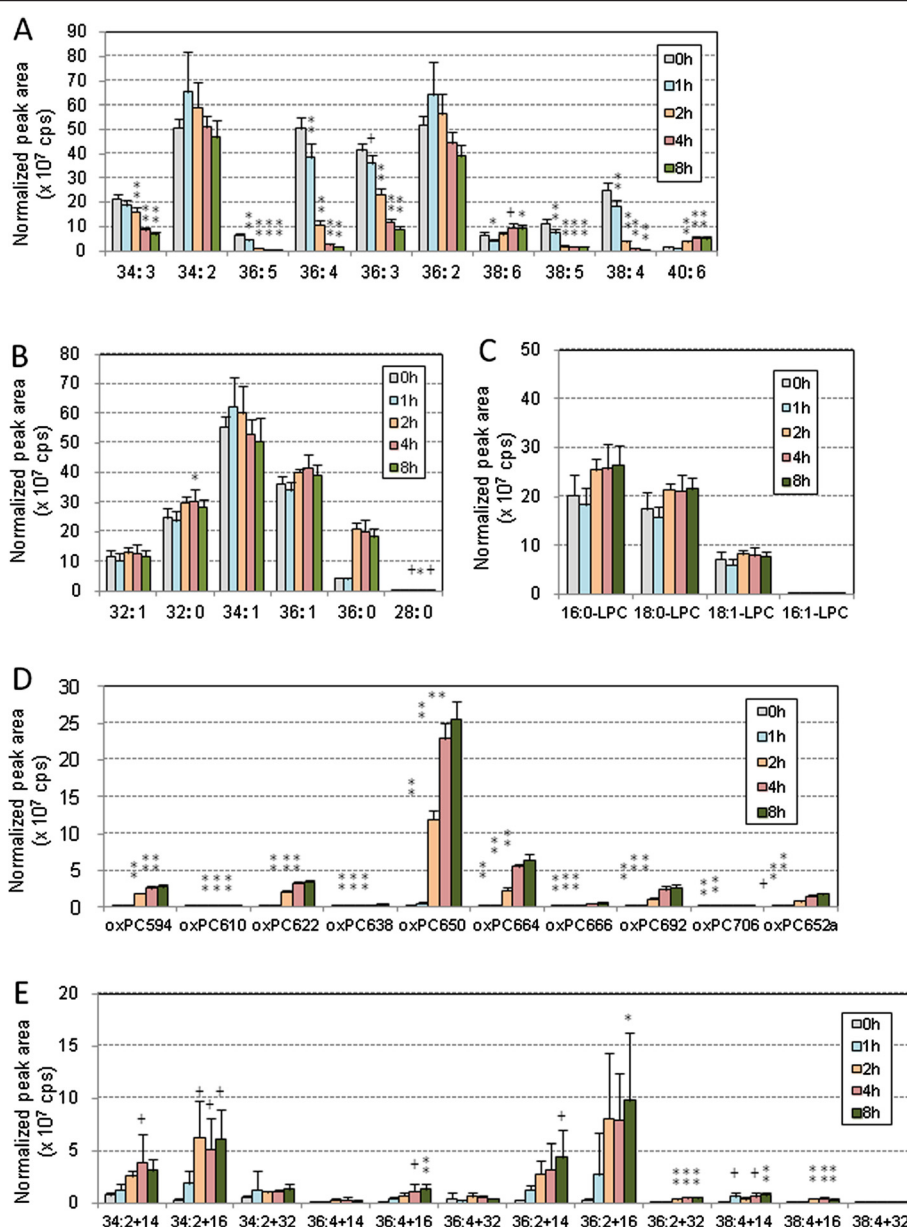 A
Normalized peak area
(x 10⁷ cps)
90
80
70
60
50
40
30
20
10
0
0h
1h
2h
4h
8h
34:3 34:2 36:5 36:4 36:3 36:2 38:6 38:5 38:4 40:6
B
Normalized peak area
(x 10⁷ cps)
80
70
60
50
40
30
20
10
0
0h
1h
2h
4h
8h
32:1 32:0 34:1 36:1 36:0 28:0
C
Normalized peak area
(x 10⁷ cps)
50
40
30
20
10
0
0h
1h
2h
4h
8h
16:0-LPC 18:0-LPC 18:1-LPC 16:1-LPC
D
Normalized peak area
(x 10⁷ cps)
30
25
20
15
10
5
0
0h
1h
2h
4h
8h
oxPC594 oxPC610 oxPC622 oxPC638 oxPC650 oxPC664 oxPC666 oxPC692 oxPC706 oxPC652a
E
Normalized peak area
(x 10⁷ cps)
20
15
10
5
0
0h
1h
2h
4h
8h
34:2+14 34:2+16 34:2+32 36:4+14 36:4+16 36:4+32 36:2+14 36:2+16 36:2+32 38:4+14 38:4+16 38:4+32